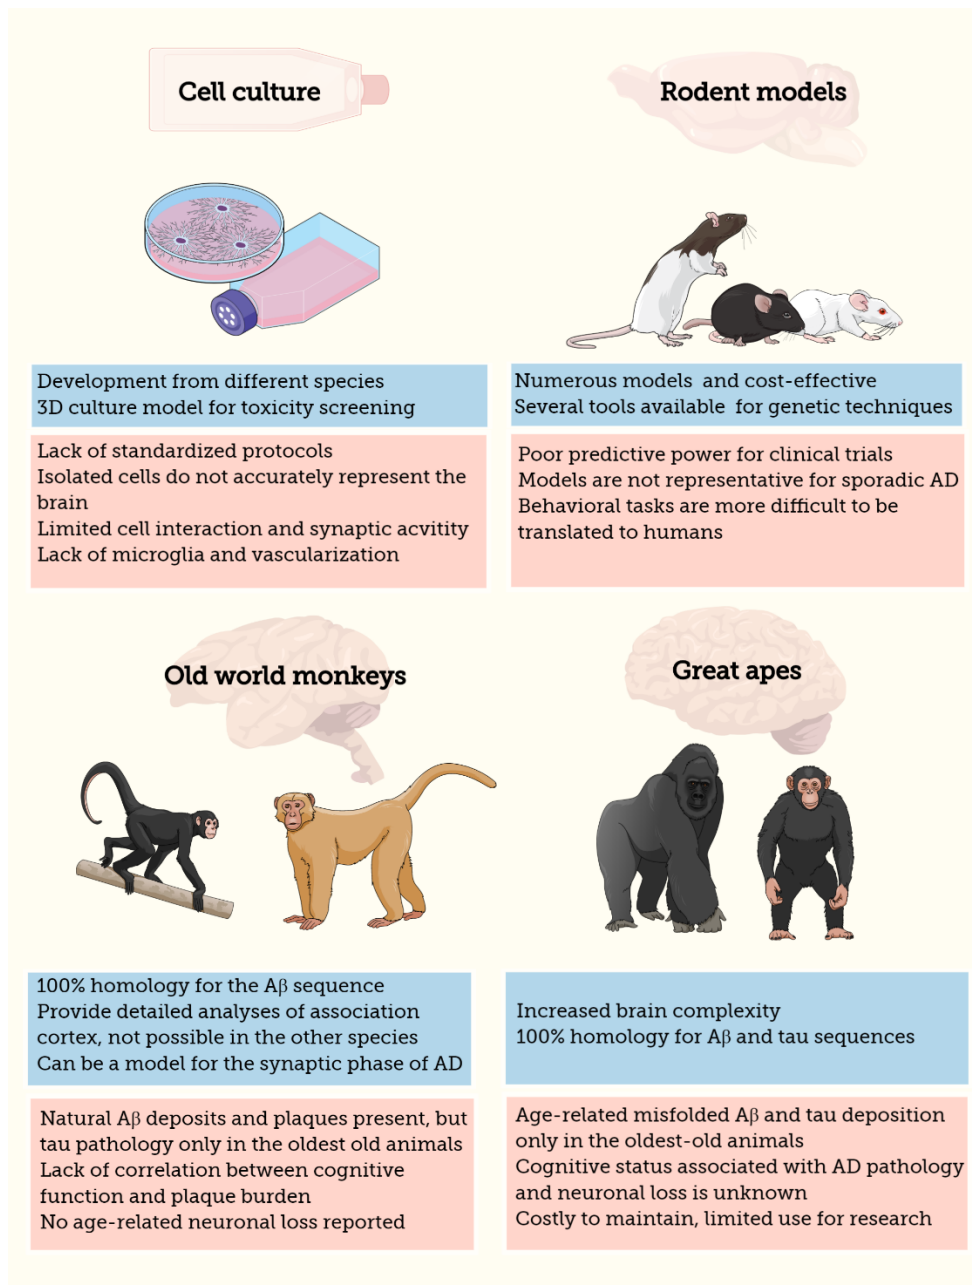 Cell culture
Development from different species
3D culture model for toxicity screening
Lack of standardized protocols
Isolated cells do not accurately represent the
brain
Limited cell interaction and synaptic acvitity
Lack of microglia and vascularization
Rodent models
Numerous models and cost-effective
Several tools available for genetic techniques
Poor predictive power for clinical trials
Models are not representative for sporadic AD
Behavioral tasks are more difficult to be
translated to humans
Old world monkeys
100% homology for the Aβ sequence
Provide detailed analyses of association
cortex, not possible in the other species
Can be a model for the synaptic phase of AD
Natural Aβ deposits and plaques present, but
tau pathology only in the oldest old animals
Lack of correlation between cognitive
function and plaque burden
No age-related neuronal loss reported
Great apes
Increased brain complexity
100% homology for Aβ and tau sequences
Age-related misfolded Aβ and tau deposition
only in the oldest-old animals
Cognitive status associated with AD pathology
and neuronal loss is unknown
Costly to maintain, limited use for research